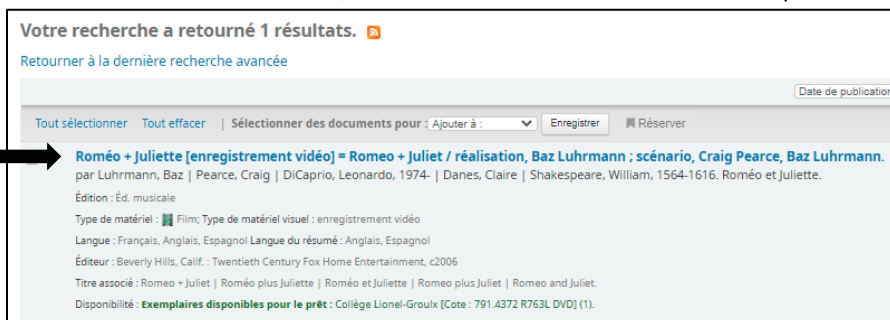 Votre recherche a retourné 1 résultats.
Retourner à la dernière recherche avancée
Date de publication
Tout sélectionner Tout effacer | Sélectionner des documents pour : Ajouter à : Enregistrer Réserver
Roméo + Juliette [enregistrement vidéo] = Romeo + Juliet / réalisation, Baz Luhrmann ; scénario, Craig Pearce, Baz Luhrmann.
par Luhrmann, Baz | Pearce, Craig | DiCaprio, Leonardo, 1974- | Danes, Claire | Shakespeare, William, 1564-1616. Roméo et Juliette.
Édition : Éd. musicale
Type de matériel : Film; Type de matériel visuel : enregistrement vidéo
Langue : Français, Anglais, Espagnol Langue du résumé : Anglais, Espagnol
Éditeur : Beverly Hills, Calif. : Twentieth Century Fox Home Entertainment, c2006
Titre associé : Romeo + Juliet | Roméo plus Juliette | Roméo et Juliette | Romeo plus Juliet | Romeo and Juliet.
Disponibilité : Exemplaires disponibles pour le prêt : Collège Lionel-Groulx [Cote : 791.4372 R763L DVD] (1).